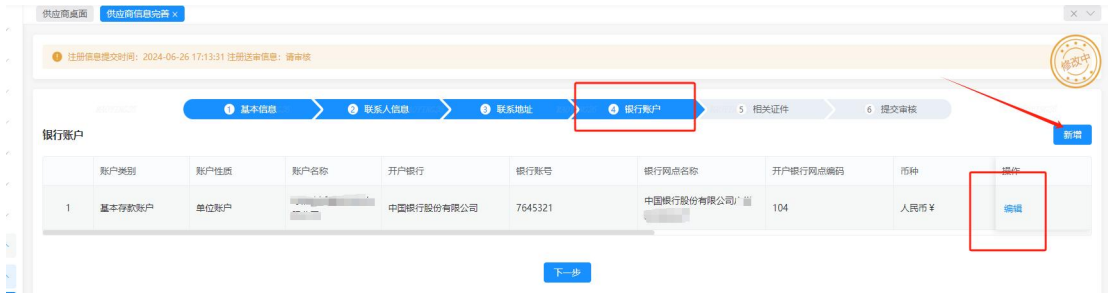 供应商桌面 供应商信息完善 ×
注册信息提交时间：2024-06-26 17:13:31 注册送审信息：请审核
修改中
1 基本信息 2 联系人信息 3 联系地址 4 银行账户 5 相关证件 6 提交审核
银行账户
新增
账户类别 账户性质 账户名称 开户银行 银行账号 银行网点名称 开户银行网点编码 币种 操作
1 基本存款账户 单位账户 中国银行股份有限公司 7645321 中国银行股份有限公司广 104 人民币￥ 编辑
下一步